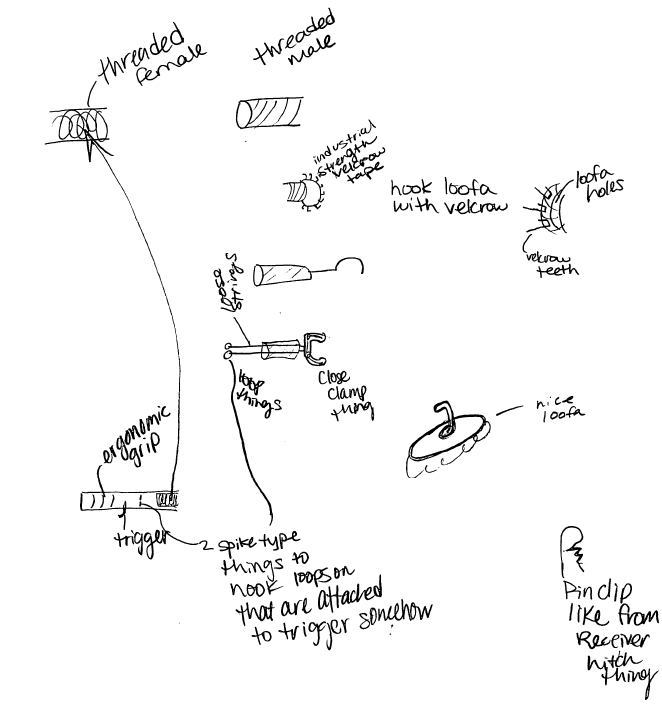 threaded
female
threaded
male
industrial
strength
velcrow
tape
hook loofa
with velcrow
loofa
holes
velcrow
teeth
loose
strings
loop
things
Close
clamp
thing
nice
loofa
ergonomic
grip
trigger
2 spike type
things to
hook loops on
that are attached
to trigger somehow
Pin clip
like from
Receiver
hitch
thing